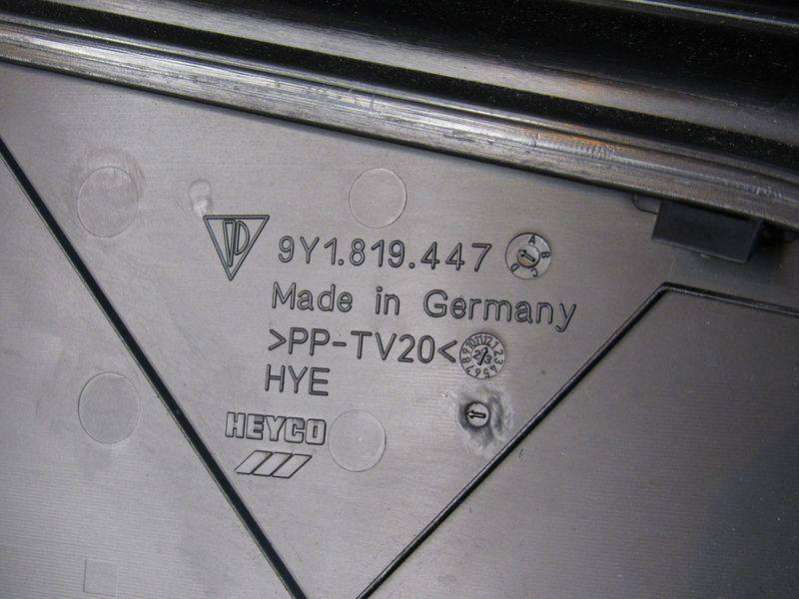 9Y1.819.447 A B C D
Made in Germany
>PP-TV20<
HYE
HEYCO